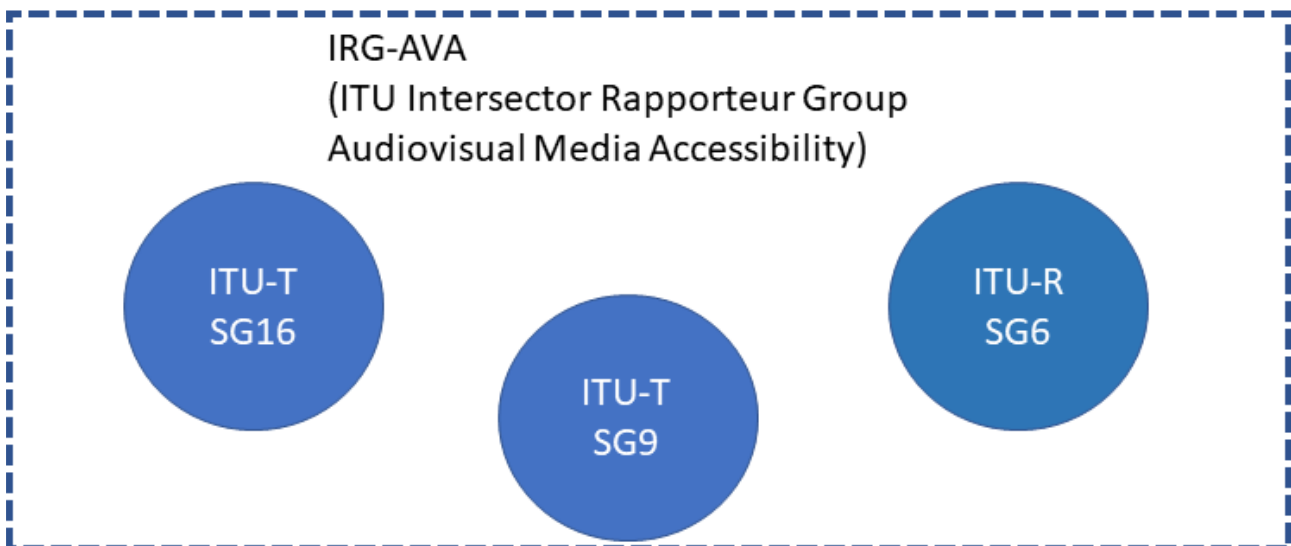 IRG-AVA
(ITU Intersector Rapporteur Group
Audiovisual Media Accessibility)
ITU-T
SG16
ITU-T
SG9
ITU-R
SG6